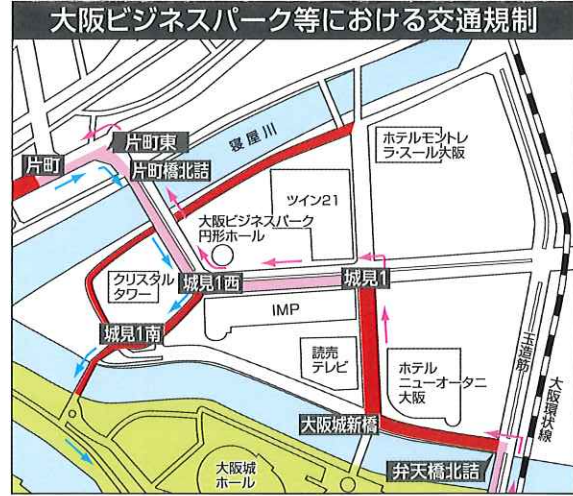 大阪ビジネスパーク等における交通規制
片町東
片町
片町橋北詰
寝屋川
ホテルモントレ
ラ・スール大阪
ツイン21
大阪ビジネスパーク
円形ホール
クリスタル
タワー
城見1西
城見1
IMP
城見1南
読売
テレビ
ホテル
ニューオータニ
大阪
玉造筋
大阪環状線
大阪城新橋
弁天橋北詰
大阪城
ホール